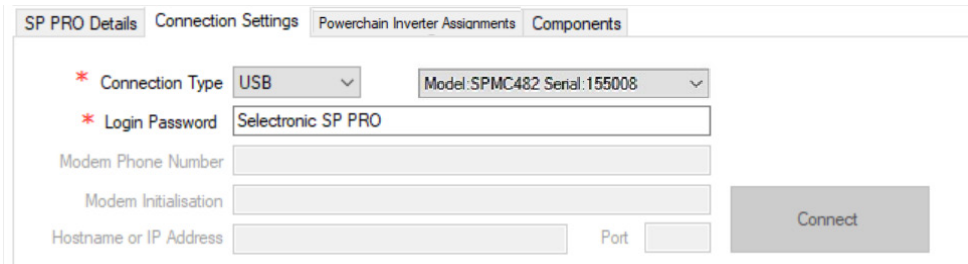 SP PRO Details Connection Settings Powerchain Inverter Assignments Components
* Connection Type USB Model:SPMC482 Serial:155008
* Login Password Selectronic SP PRO
Modem Phone Number
Modem Initialisation
Connect
Hostname or IP Address Port